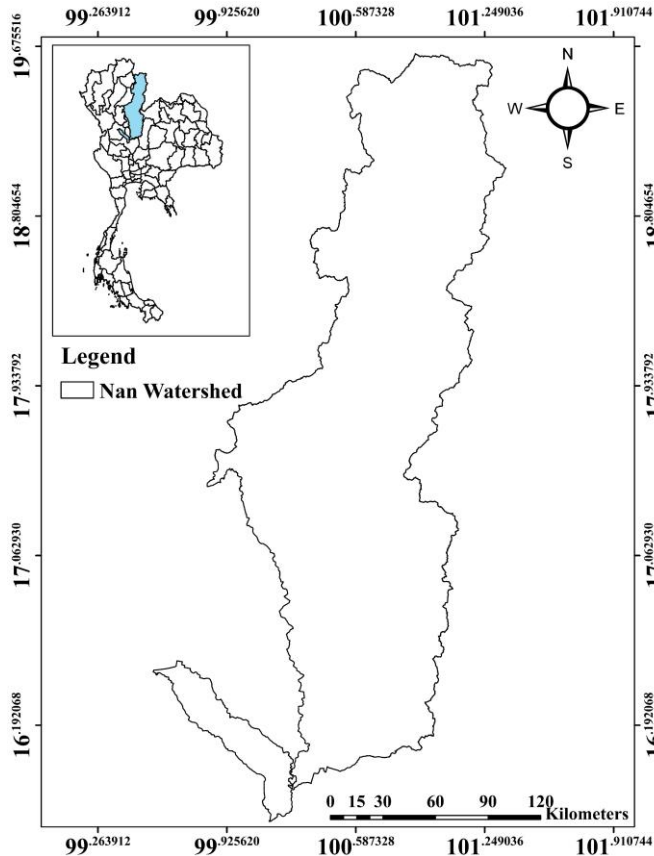 99.263912 99.925620 100.587328 101.249036 101.910744
19.675516 19.675516
N
W E
S
18.804654 18.804654
Legend
Nan Watershed
17.933792 17.933792
17.062930 17.062930
16.192068 16.192068
0 15 30 60 90 120
Kilometers
99.263912 99.925620 100.587328 101.249036 101.910744